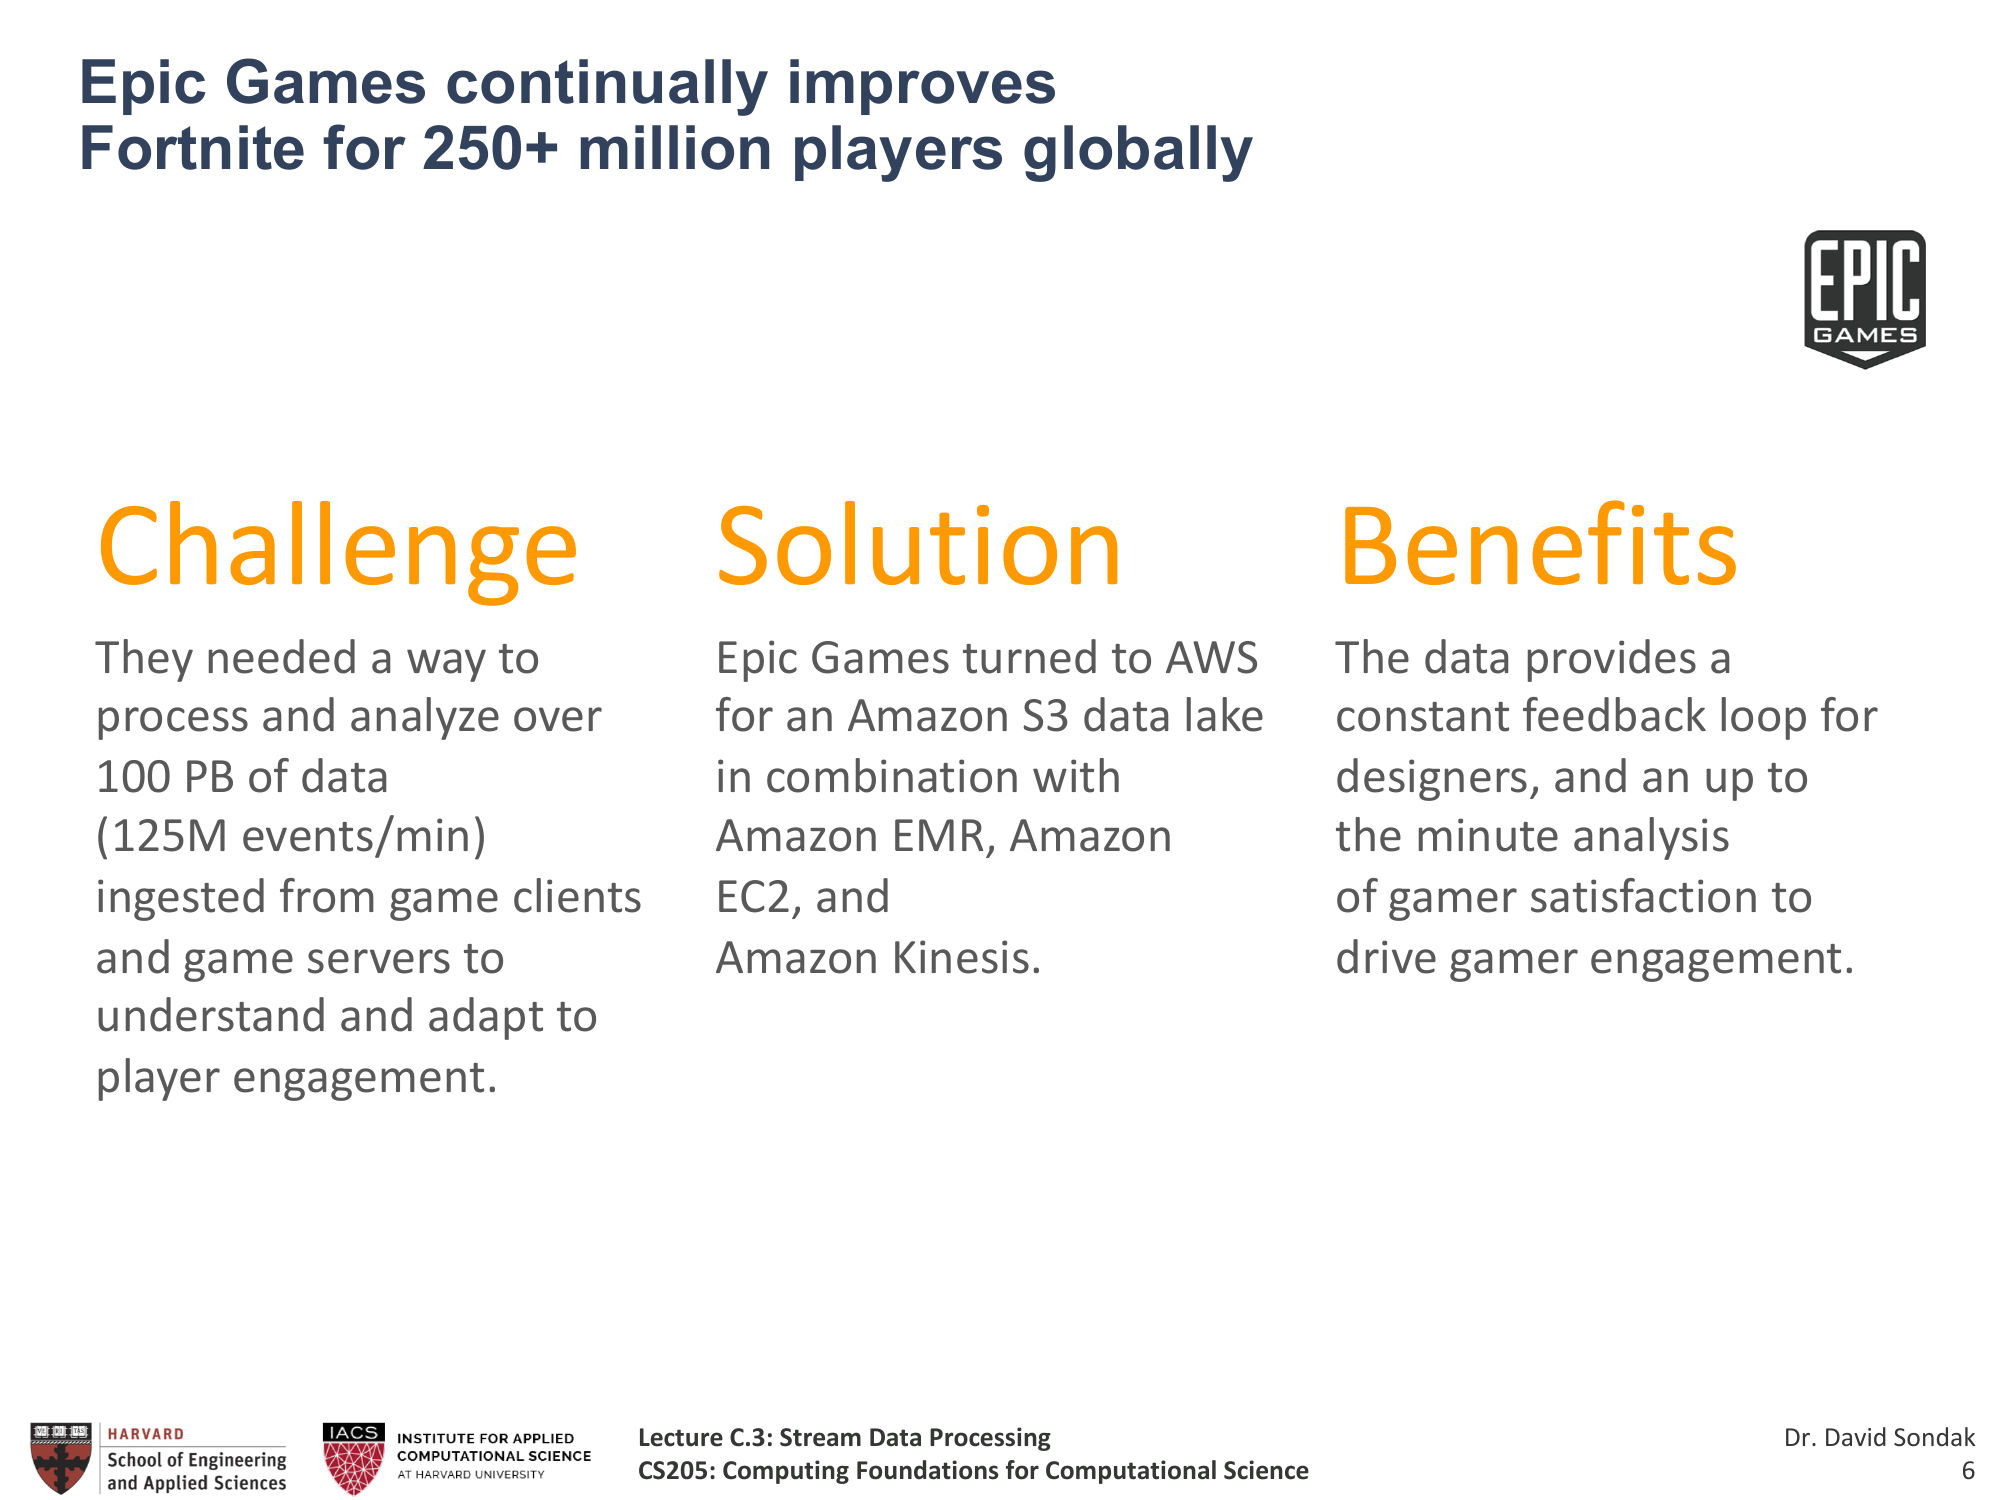 Epic Games continually improves
Fortnite for 250+ million players globally
EPIC
GAMES
Challenge
They needed a way to
process and analyze over
100 PB of data
(125M events/min)
ingested from game clients
and game servers to
understand and adapt to
player engagement.
Solution
Epic Games turned to AWS
for an Amazon S3 data lake
in combination with
Amazon EMR, Amazon
EC2, and
Amazon Kinesis.
Benefits
The data provides a
constant feedback loop for
designers, and an up to
the minute analysis
of gamer satisfaction to
drive gamer engagement.
HARVARD
School of Engineering
and Applied Sciences
IACS
INSTITUTE FOR APPLIED
COMPUTATIONAL SCIENCE
AT HARVARD UNIVERSITY
Lecture C.3: Stream Data Processing
CS205: Computing Foundations for Computational Science
Dr. David Sondak
6